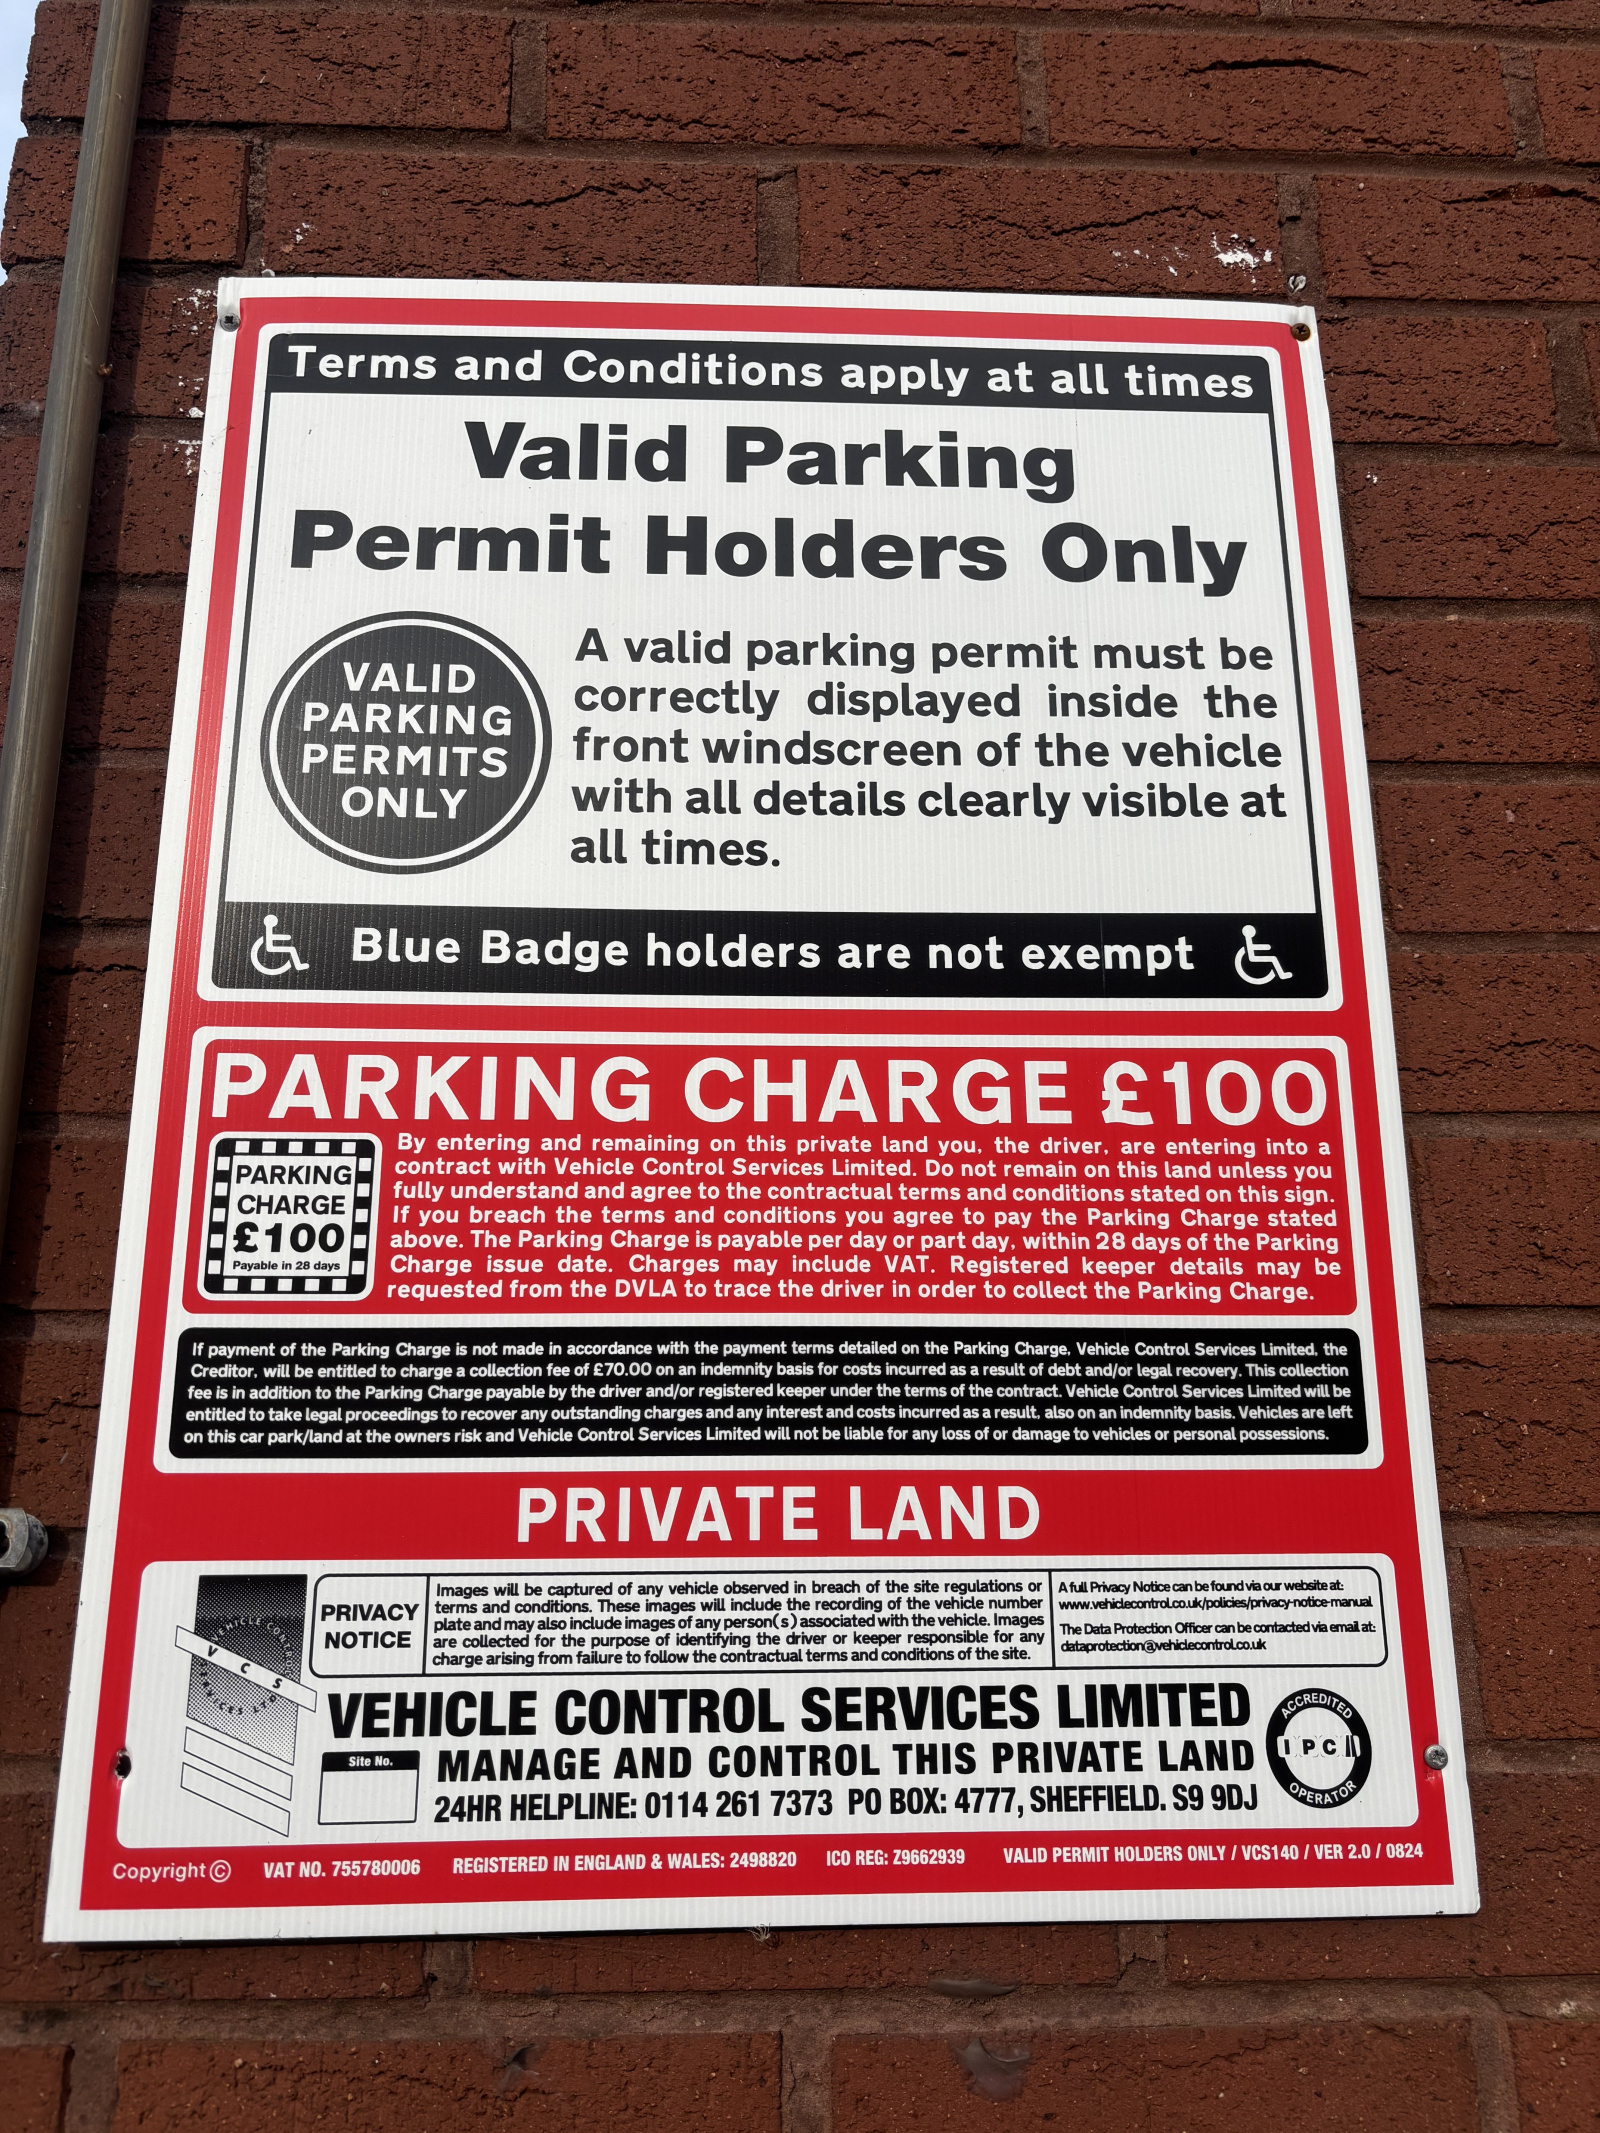 Terms and Conditions apply at all times
Valid Parking
Permit Holders Only
VALID
PARKING
PERMITS
ONLY
A valid parking permit must be
correctly displayed inside the
front windscreen of the vehicle
with all details clearly visible at
all times.
Blue Badge holders are not exempt
PARKING CHARGE £100
PARKING
CHARGE
£100
Payable in 28 days
By entering and remaining on this private land you, the driver, are entering into a
contract with Vehicle Control Services Limited. Do not remain on this land unless you
fully understand and agree to the contractual terms and conditions stated on this sign.
If you breach the terms and conditions you agree to pay the Parking Charge stated
above. The Parking Charge is payable per day or part day, within 28 days of the Parking
Charge issue date. Charges may include VAT. Registered keeper details may be
requested from the DVLA to trace the driver in order to collect the Parking Charge.
If payment of the Parking Charge is not made in accordance with the payment terms detailed on the Parking Charge, Vehicle Control Services Limited, the
Creditor, will be entitled to charge a collection fee of £70.00 on an indemnity basis for costs incurred as a result of debt and/or legal recovery. This collection
fee is in addition to the Parking Charge payable by the driver and/or registered keeper under the terms of the contract. Vehicle Control Services Limited will be
entitled to take legal proceedings to recover any outstanding charges and any interest and costs incurred as a result, also on an indemnity basis. Vehicles are left
on this car park/land at the owners risk and Vehicle Control Services Limited will not be liable for any loss of or damage to vehicles or personal possessions.
PRIVATE LAND
VEHICLE CONTROL
VCS
SERVICES LTD
PRIVACY
NOTICE
Images will be captured of any vehicle observed in breach of the site regulations or
terms and conditions. These images will include the recording of the vehicle number
plate and may also include images of any person(s) associated with the vehicle. Images
are collected for the purpose of identifying the driver or keeper responsible for any
charge arising from failure to follow the contractual terms and conditions of the site.
A full Privacy Notice can be found via our website at:
www.vehiclecontrol.co.uk/policies/privacy-notice-manual
The Data Protection Officer can be contacted via email at:
dataprotection@vehiclecontrol.co.uk
VEHICLE CONTROL SERVICES LIMITED
Site No.
MANAGE AND CONTROL THIS PRIVATE LAND
24HR HELPLINE: 0114 261 7373 PO BOX: 4777, SHEFFIELD. S9 9DJ
ACCREDITED
IPC
OPERATOR
Copyright © VAT NO. 755780006 REGISTERED IN ENGLAND & WALES: 2498820 ICO REG: Z9662939 VALID PERMIT HOLDERS ONLY / VCS140 / VER 2.0 / 0824